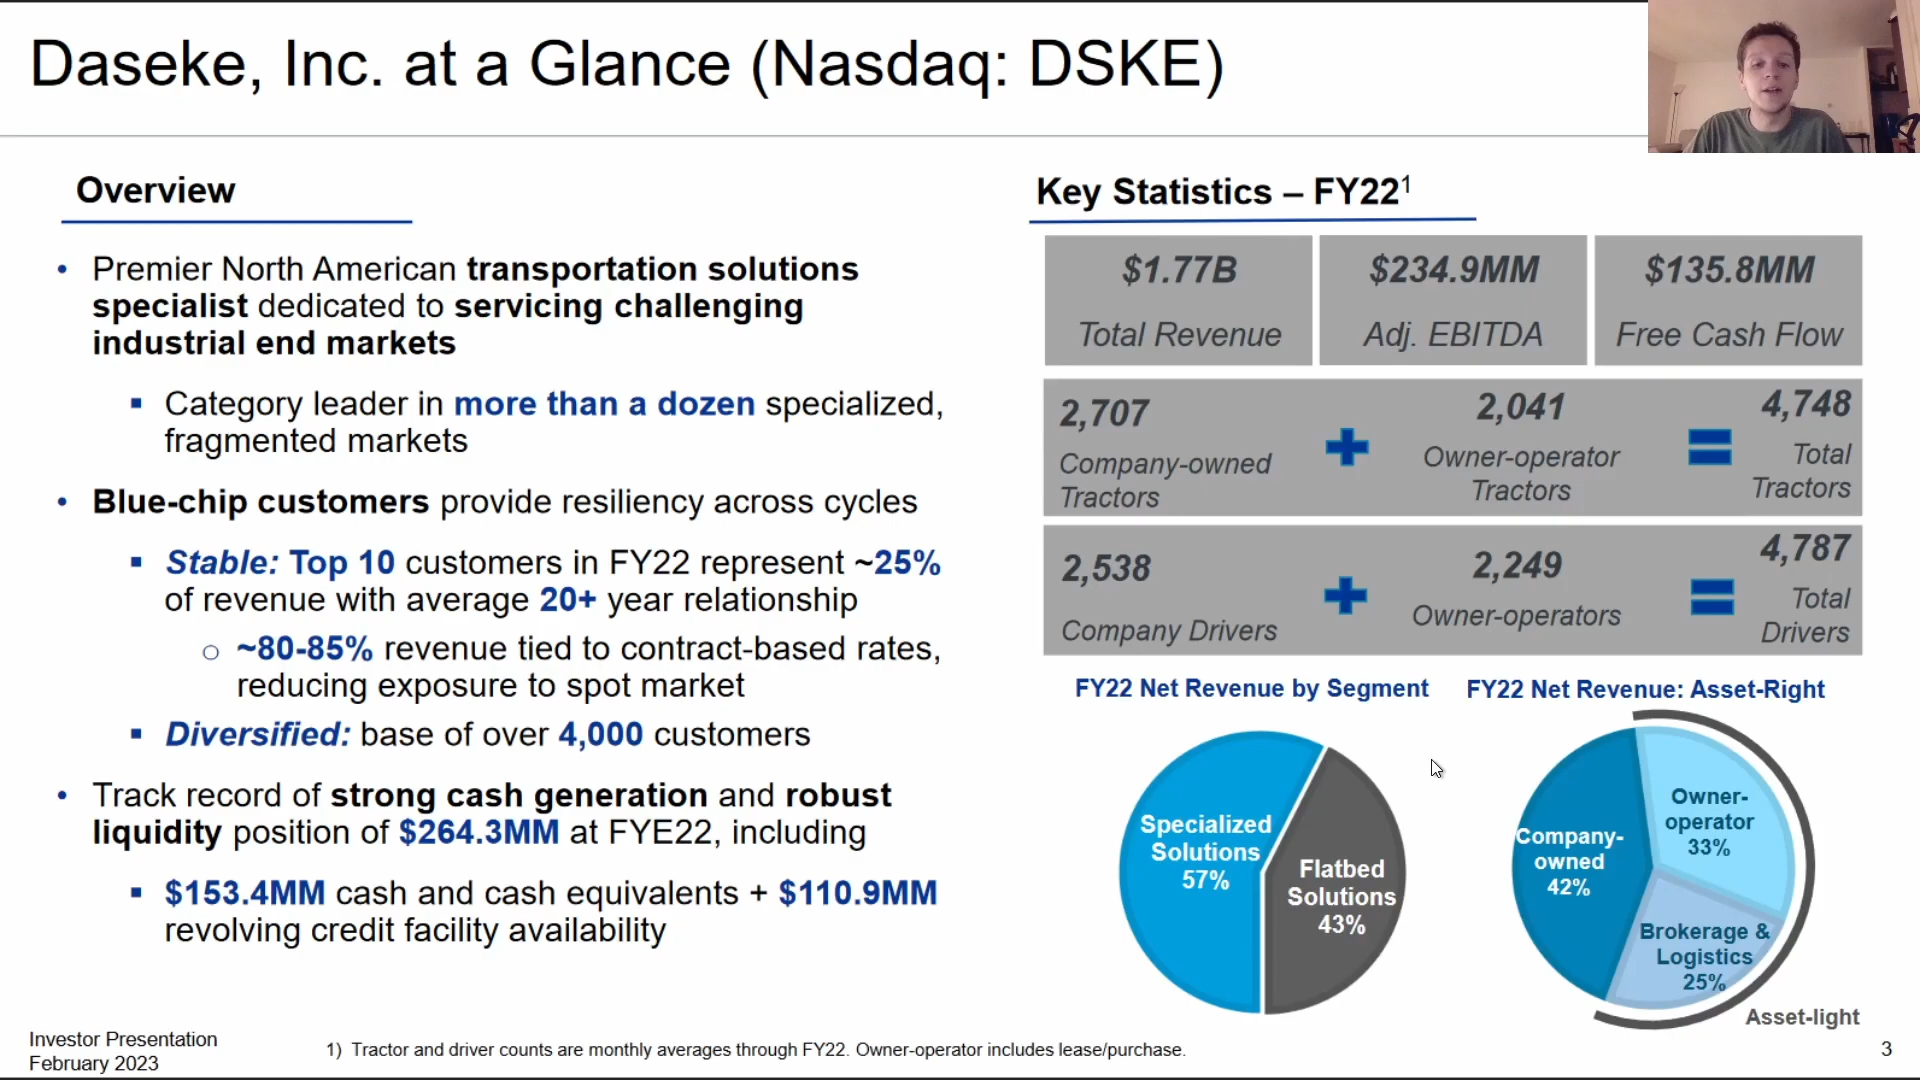 Daseke, Inc. at a Glance (Nasdaq: DSKE)
Overview
• Premier North American transportation solutions
specialist dedicated to servicing challenging
industrial end markets
▪ Category leader in more than a dozen specialized,
fragmented markets
• Blue-chip customers provide resiliency across cycles
▪ Stable: Top 10 customers in FY22 represent ~25%
of revenue with average 20+ year relationship
○ ~80-85% revenue tied to contract-based rates,
reducing exposure to spot market
▪ Diversified: base of over 4,000 customers
• Track record of strong cash generation and robust
liquidity position of $264.3MM at FYE22, including
▪ $153.4MM cash and cash equivalents + $110.9MM
revolving credit facility availability
Key Statistics – FY22¹
$1.77B
Total Revenue
$234.9MM
Adj. EBITDA
$135.8MM
Free Cash Flow
2,707
Company-owned
Tractors
+
2,041
Owner-operator
Tractors
=
4,748
Total
Tractors
2,538
Company Drivers
+
2,249
Owner-operators
=
4,787
Total
Drivers
FY22 Net Revenue by Segment
Specialized
Solutions
57%
Flatbed
Solutions
43%
FY22 Net Revenue: Asset-Right
Company-
owned
42%
Owner-
operator
33%
Brokerage &
Logistics
25%
Asset-light
Investor Presentation
February 2023
1) Tractor and driver counts are monthly averages through FY22. Owner-operator includes lease/purchase.
3